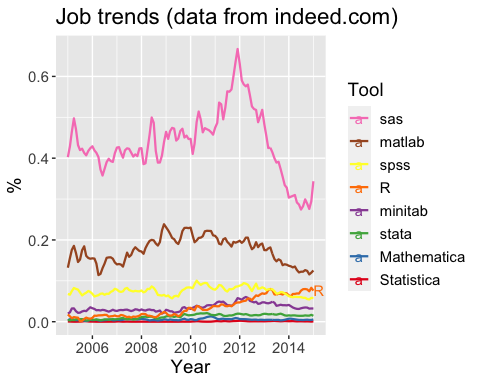 Job trends (data from indeed.com)
%
0.6
0.4
0.2
0.0
2006 2008 2010 2012 2014
Year
R
Tool
a sas
a matlab
a spss
a R
a minitab
a stata
a Mathematica
a Statistica